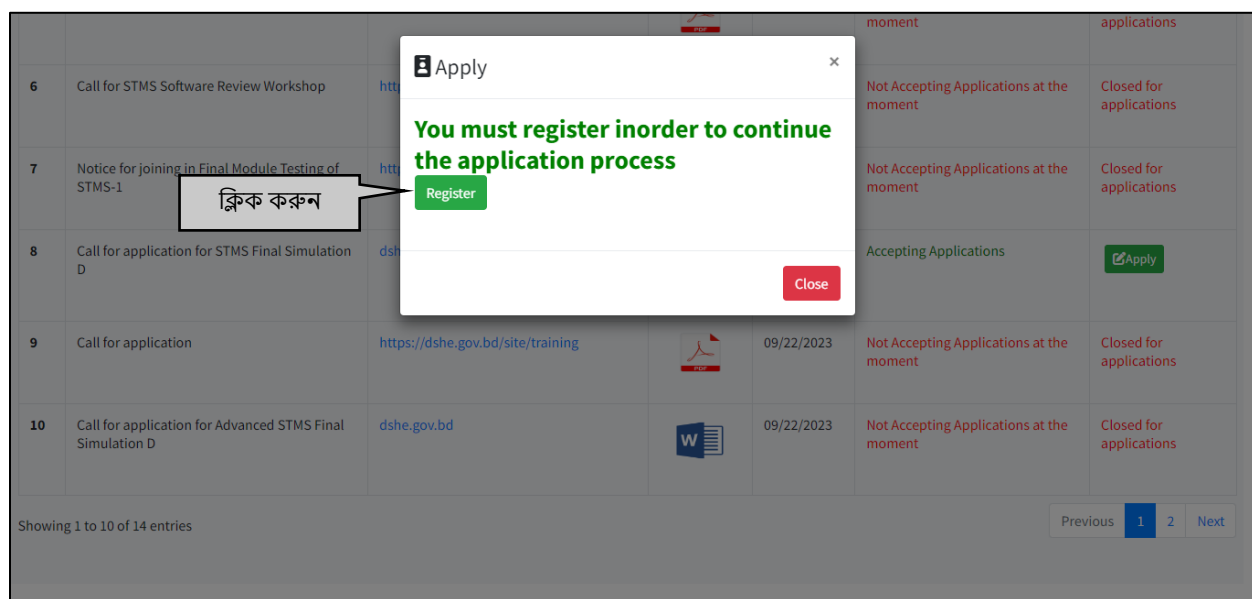 moment applications
Apply ×
6 Call for STMS Software Review Workshop Not Accepting Applications at the Closed for
moment applications
You must register inorder to continue
the application process
7 Notice for joining in Final Module Testing of Not Accepting Applications at the Closed for
STMS-1 moment applications
ক্লিক করুন Register
8 Call for application for STMS Final Simulation Accepting Applications Apply
D
Close
9 Call for application https://dshe.gov.bd/site/training PDF 09/22/2023 Not Accepting Applications at the Closed for
moment applications
10 Call for application for Advanced STMS Final dshe.gov.bd W 09/22/2023 Not Accepting Applications at the Closed for
Simulation D moment applications
Showing 1 to 10 of 14 entries Previous 1 2 Next